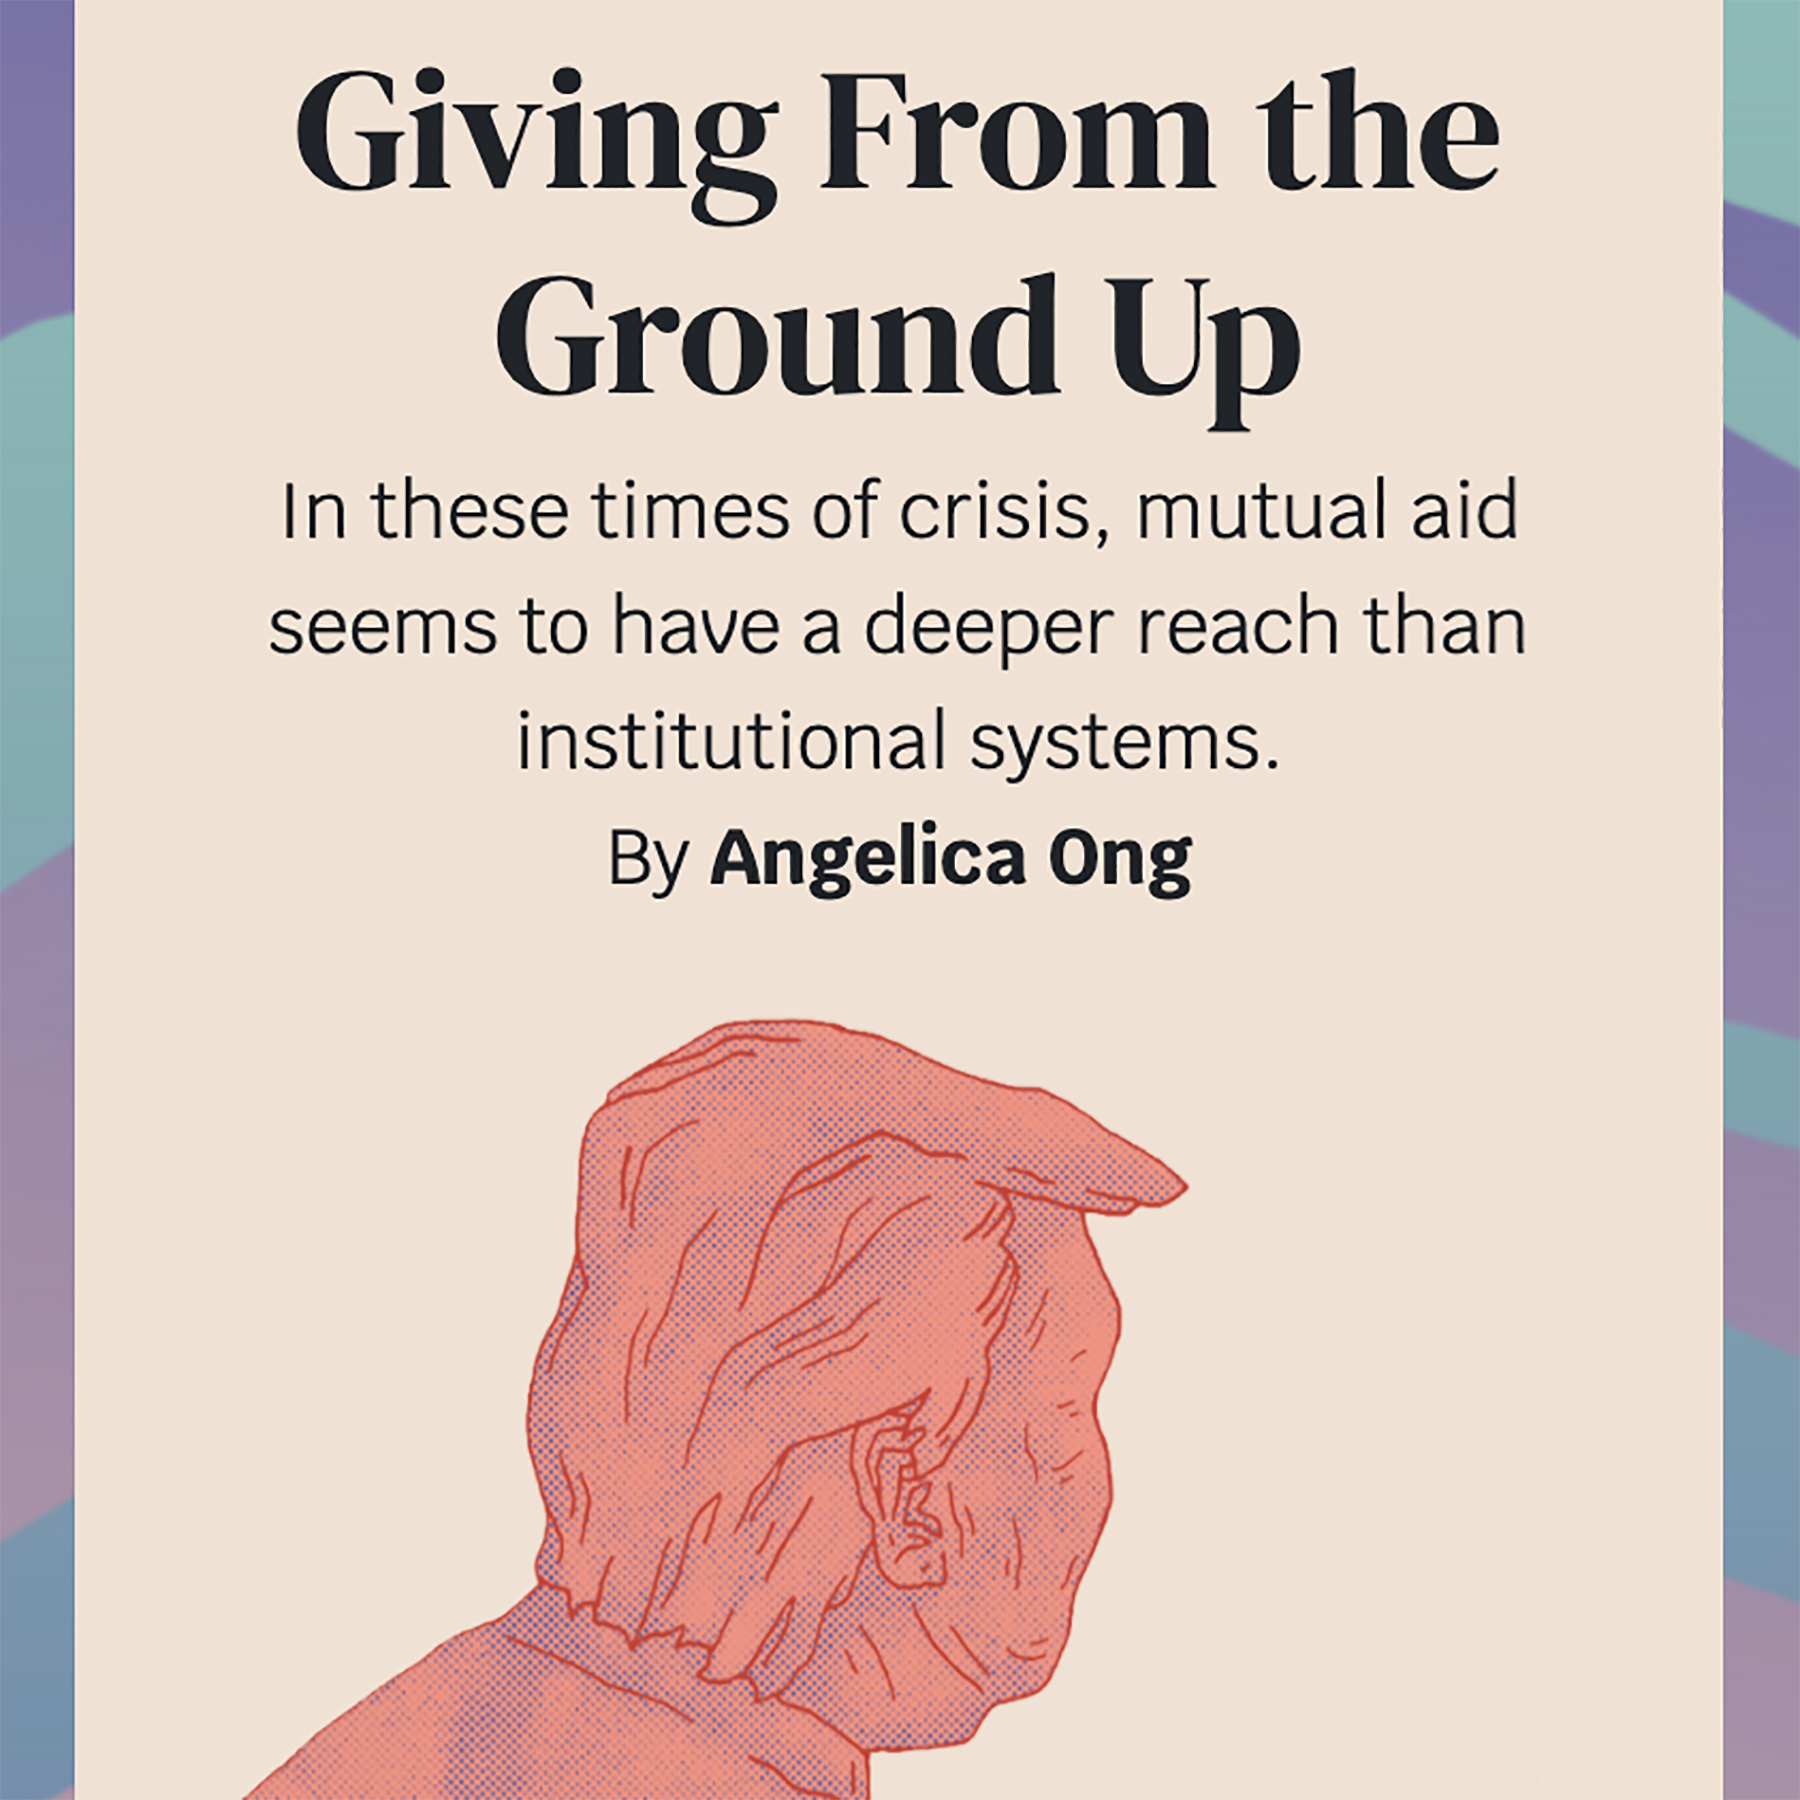 Giving From the
Ground Up
In these times of crisis, mutual aid
seems to have a deeper reach than
institutional systems.
By Angelica Ong